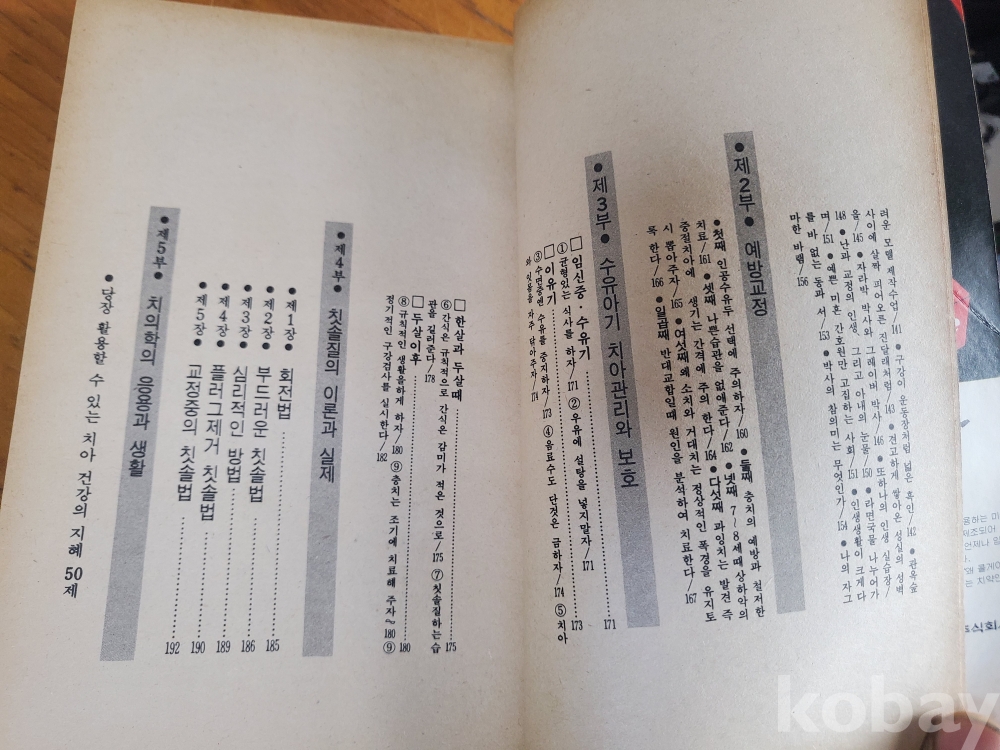 려운 모델 제작수업/141 ● 구강이 운동장처럼 넓은 흑인/142 ● 관옥숲
사이에 살짝 피어오른 진달래처럼/143 ● 견고하게 쌓아온 성실의 성벽
을/145 ● 자라박 박사와 그레이버 박사/146 ● 또하나의 인생 실습장/
148 ● 난과 교정의 인생, 그리고 아내의 눈물/150 ● 라면국물 나누어가
며/151 ● 예쁜 미혼 간호원만 고집하는 사회/151 ● 인생생활이 크게 다
를 바 없는 동과 서/153 ● 박사의 참의미는 무엇인가/154 ● 나의 자그
마한 바램/156
● 제2부 ● 예방교정
● 첫째 인공수유두 선택에 주의하자/160 ● 둘째 충치의 예방과 철저한
치료/161 ● 셋째 나쁜습관을 없애준다/162 ● 넷째 7~8세때상하악의
중절치아에 생기는 간격에 주의 한다/164 ● 다섯째 과잉치는 발견 즉
시 뽑아주자/165 ● 여섯째 왜소치와 거대치는 정상적인 폭경을 유지토
록 한다/166 ● 일곱째 반대교합일때 원인을 분석하여 치료한다/167
● 제3부 ● 수유아기 치아관리와 보호
□ 임신중·수유기 171
① 균형있는 식사를 하자/171 ② 우유에 설탕을 넣지말자/171
□ 이유기 173
③ 수면중엔 수유를 중지하자/173 ④ 음료수도 단것은 금하자/174 ⑤ 치아
와 잇몸을 자주 닦아주자/174
□ 한살과 두살때 175
⑥ 간식은 규칙적으로 간식은 감미가 적은 것으로/175 ⑦ 칫솔질하는 습
관을 길러준다/178
□ 두살이후 180
⑧ 규칙적인 생활을하게 하자/180 ⑨ 충치는 조기에 치료해 주자/180 ⑨
정기적인 구강검사를 실시한다/182
● 제4부 ● 칫솔질의 이론과 실제
● 제1장 ● 회전법 185
● 제2장 ● 부드러운 칫솔법 186
● 제3장 ● 심리적인 방법 189
● 제4장 ● 플러그제거 칫솔법 190
● 제5장 ● 교정중의 칫솔법 192
● 제5부 ● 치의학의 응용과 생활
● 당장 활용할 수 있는 치아 건강의 지혜 50제
주식회사
kobay